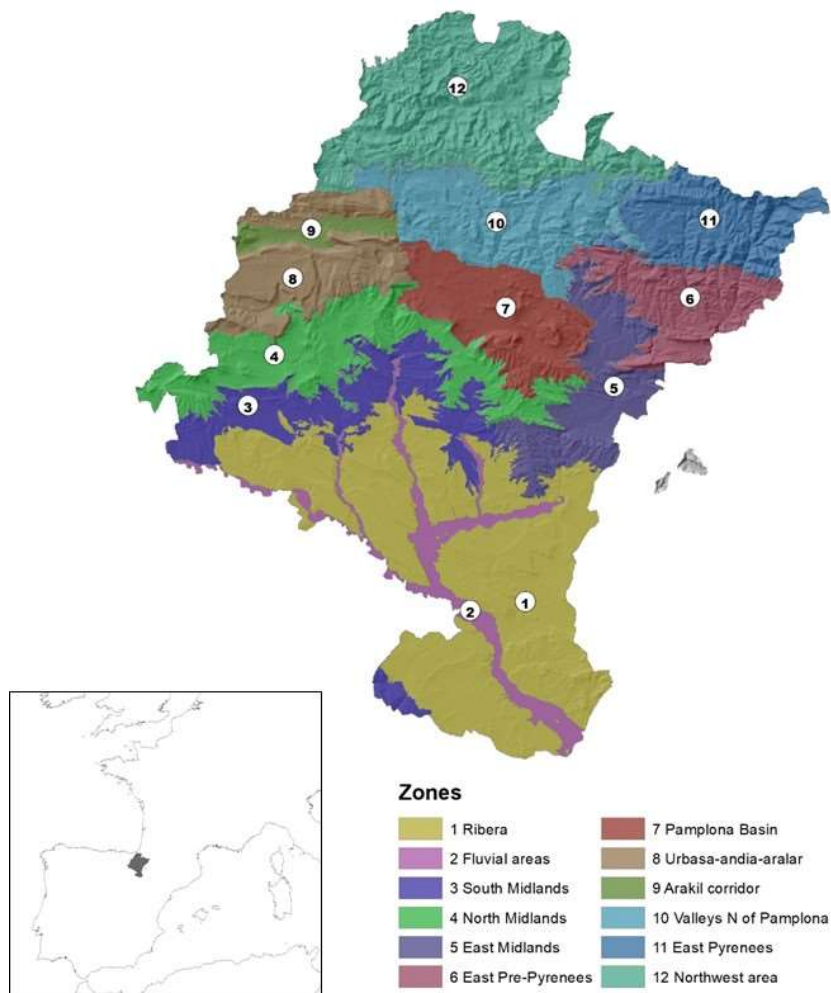 12
11
10
9
8
6
7
4
5
3
1
2
Zones
1 Ribera
2 Fluvial areas
3 South Midlands
4 North Midlands
5 East Midlands
6 East Pre-Pyrenees
7 Pamplona Basin
8 Urbasa-andia-aralar
9 Arakil corridor
10 Valleys N of Pamplona
11 East Pyrenees
12 Northwest area